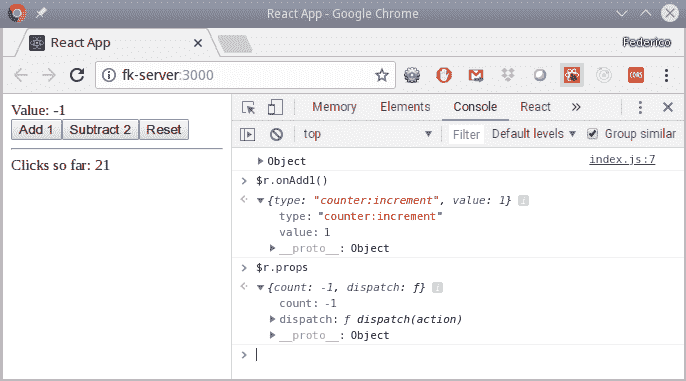 React App - Google Chrome
React App
Federico
fk-server:3000
CORS
Value: -1
Add 1 Subtract 2 Reset
Clicks so far: 21
Memory Elements Console React »
top Filter Default levels Group similar
Object index.js:7
$r.onAdd1()
{type: "counter:increment", value: 1}
type: "counter:increment"
value: 1
__proto__: Object
$r.props
{count: -1, dispatch: ƒ}
count: -1
dispatch: ƒ dispatch(action)
__proto__: Object